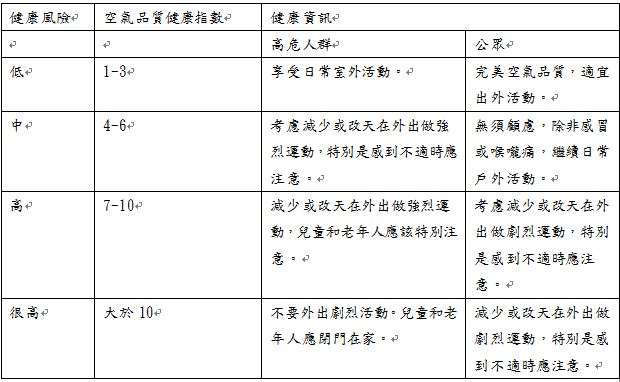 健康風險 空氣品質健康指數 健康資訊
高危人群 公眾
低 1-3 享受日常室外活動。 完美空氣品質，適宜
出外活動。
中 4-6 考慮減少或改天在外出做強 無須顧慮，除非感冒
烈運動，特別是感到不適時應 或喉嚨痛，繼續日常
注意。 戶外活動。
高 7-10 減少或改天在外出做強烈運 考慮減少或改天在外
動，兒童和老年人應該特別注 出做劇烈運動，特別
意。 是感到不適時應注
意。
很高 大於 10 不要外出劇烈活動。兒童和老 減少或改天在外出做
年人應閉門在家。 劇烈運動，特別是感
到不適時應注意。